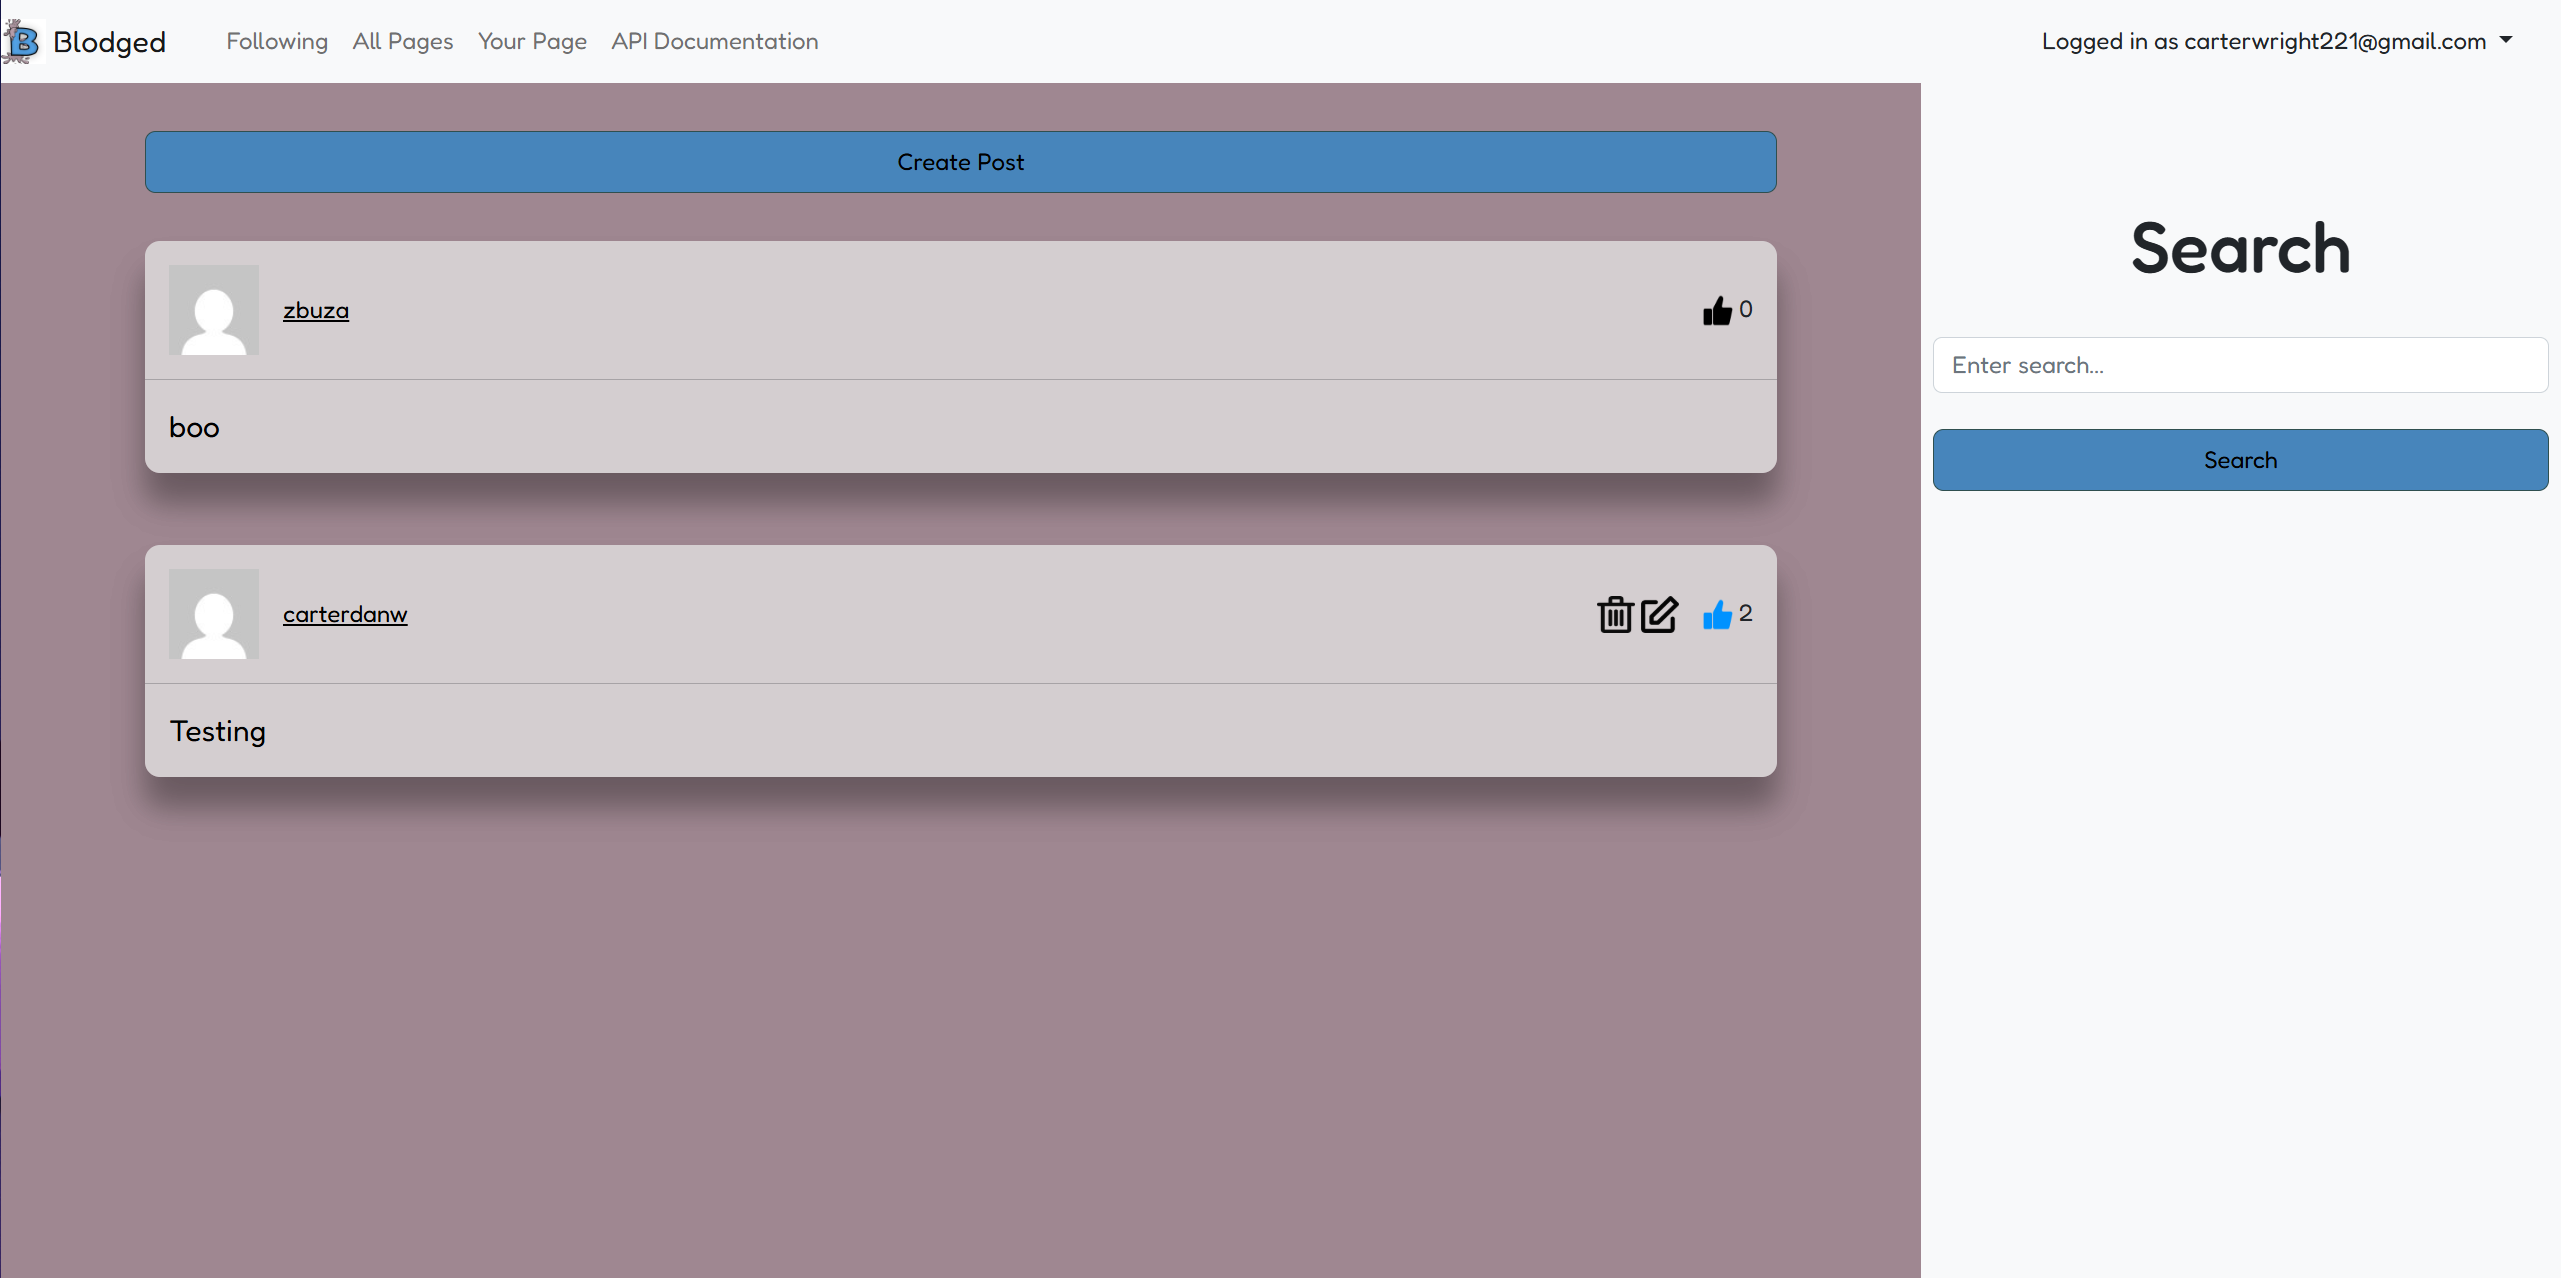 B Blodged
Following All Pages Your Page API Documentation
Logged in as carterwright221@gmail.com
Create Post
zbuza
0
boo
carterdanw
2
Testing
Search
Enter search...
Search